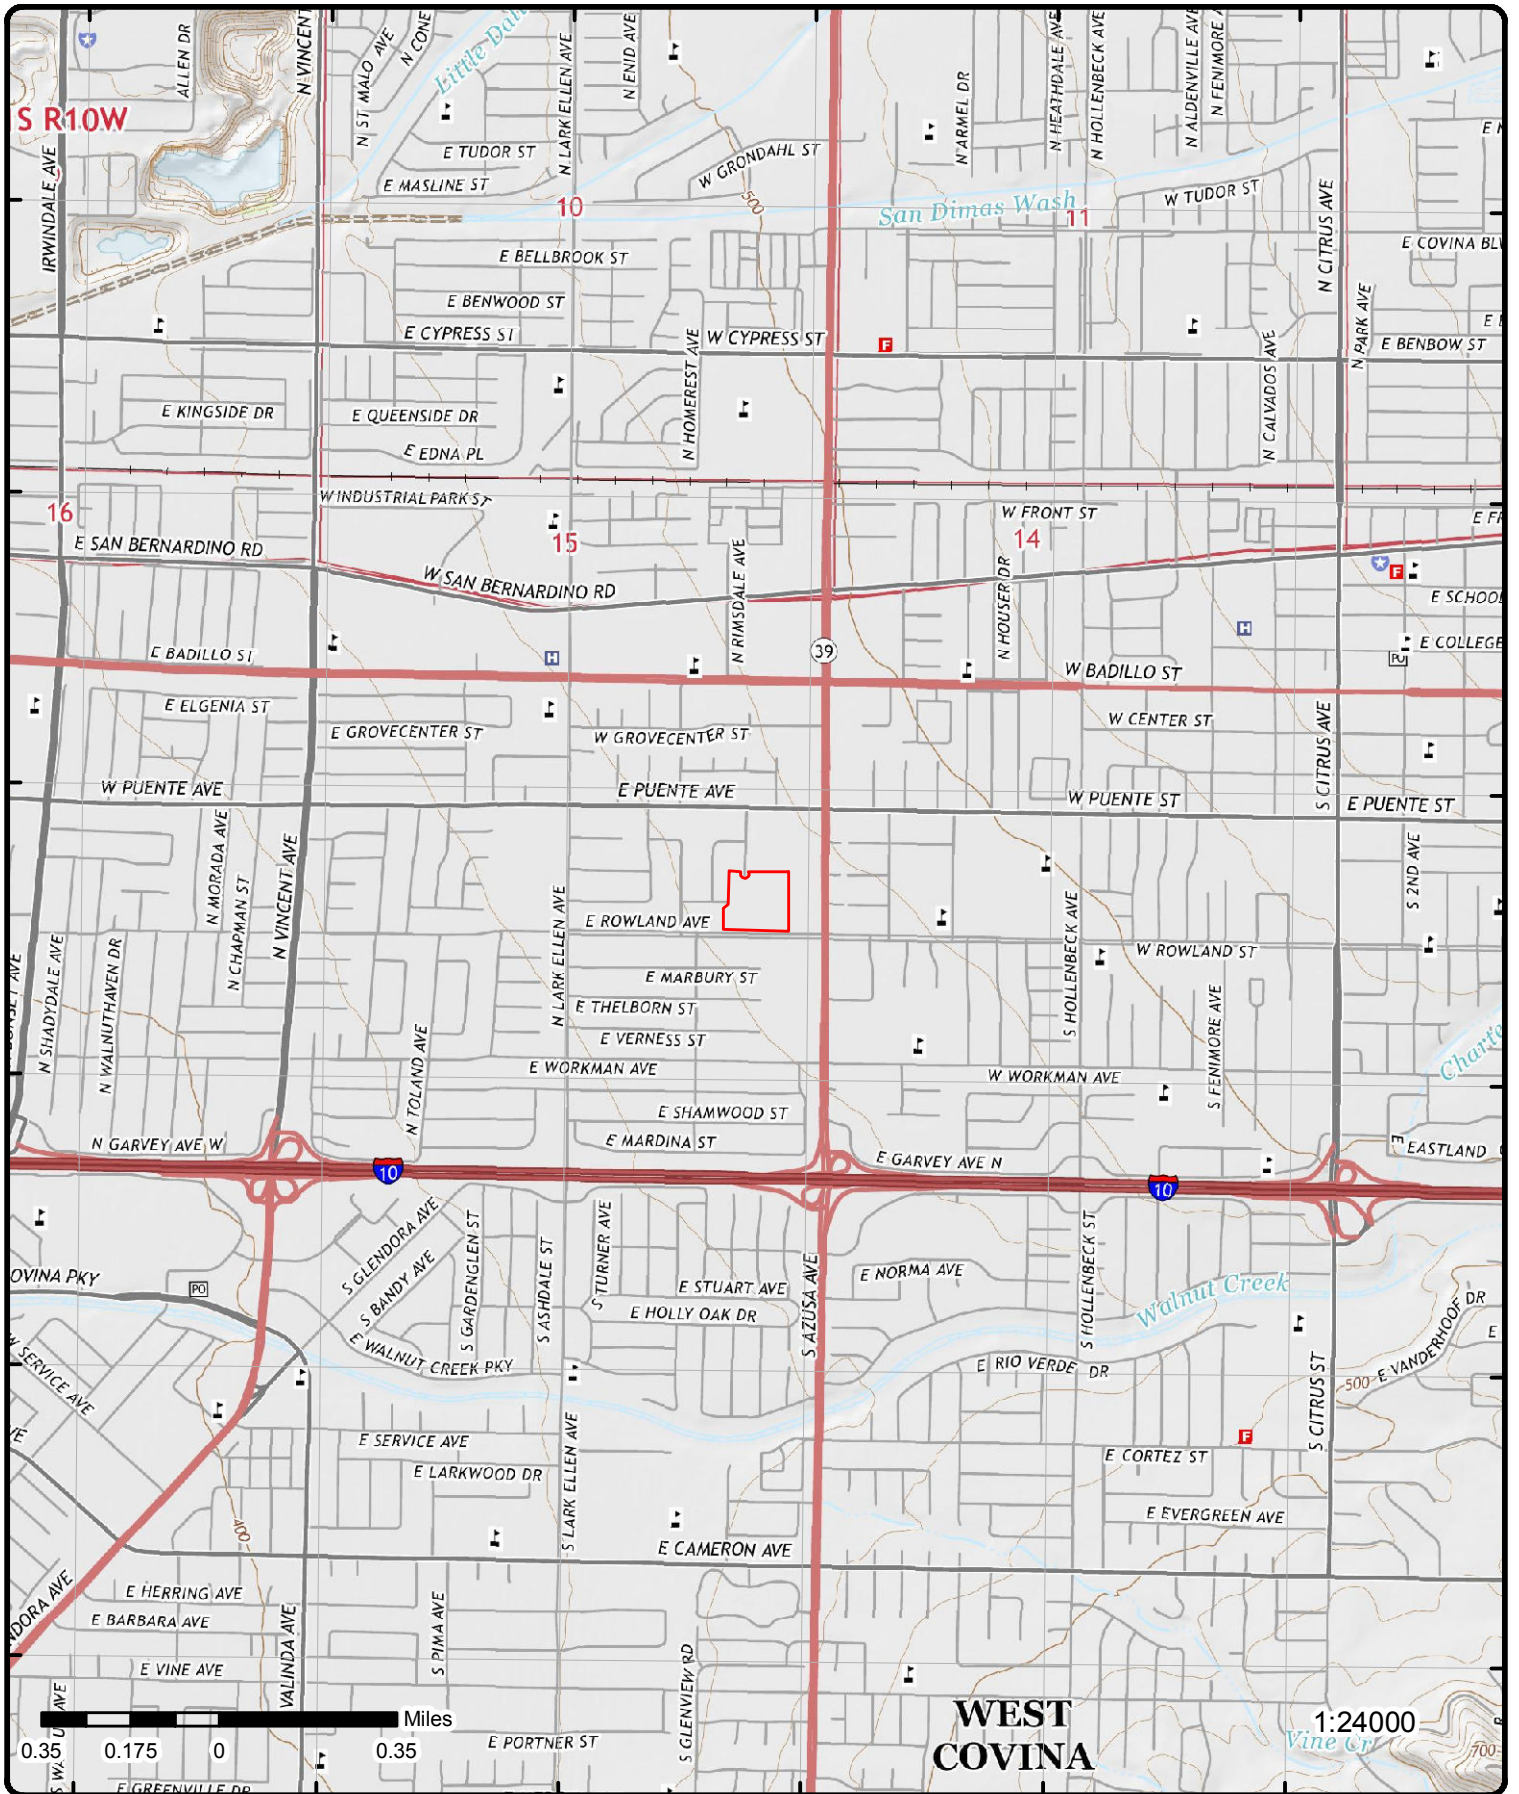 ALLEN DR
N VINCENT
N ST MALO AVE
N CONE
Little Dal
N LARK ELLEN AVE
N ENID AVE
N ARMEL DR
N HEATHDALE AVE
N HOLLENBECK AVE
N ALDENVILLE AVE
N FENIMORE A
S R10W
IRWINDALE AVE
E TUDOR ST
E MASLINE ST
W GRONDAHL ST
500
10
San Dimas Wash
11
W TUDOR ST
N CITRUS AVE
E COVINA BL
E BELLBROOK ST
E BENWOOD ST
E CYPRESS ST
W CYPRESS ST
F
N PARK AVE
E BENBOW ST
N HOMEREST AVE
N CALVADOS AVE
E KINGSIDE DR
E QUEENSIDE DR
E EDNA PL
W INDUSTRIAL PARK ST
16
15
W FRONT ST
14
E FR
E SAN BERNARDINO RD
W SAN BERNARDINO RD
N RIMSDALE AVE
N HOUSER DR
F
E SCHOOL
H
E COLLEGE
PO
39
E BADILLO ST
H
W BADILLO ST
E ELGENIA ST
E GROVECENTER ST
W GROVECENTER ST
W CENTER ST
S CITRUS AVE
W PUENTE AVE
E PUENTE AVE
W PUENTE ST
E PUENTE ST
N MORADA AVE
N CHAPMAN ST
N VINCENT AVE
S 2ND AVE
N LARK ELLEN AVE
E ROWLAND AVE
S HOLLENBECK AVE
W ROWLAND ST
N SHADYDALE AVE
N WALNUTHAVEN DR
E MARBURY ST
E THELBORN ST
E VERNESS ST
E WORKMAN AVE
W WORKMAN AVE
S FENIMORE AVE
Charte
N TOLAND AVE
E SHAMWOOD ST
E MARDINA ST
N GARVEY AVE W
E GARVEY AVE N
E EASTLAND
10
10
S GLENDORA AVE
S BANDY AVE
S GARDENGLEN ST
S ASHDALE ST
S TURNER AVE
E STUART AVE
E HOLLY OAK DR
S AZUSA AVE
E NORMA AVE
S HOLLENBECK ST
Walnut Creek
OVINA PKY
PO
E VANDERHOOF DR
E
W SERVICE AVE
E WALNUT CREEK PKY
E RIO VERDE DR
500
S CITRUS ST
E SERVICE AVE
E LARKWOOD DR
S LARK ELLEN AVE
F
E CORTEZ ST
E EVERGREEN AVE
400
E CAMERON AVE
NDORA AVE
E HERRING AVE
E BARBARA AVE
VALINDA AVE
S PIMA AVE
E VINE AVE
S GLENVIEW RD
WEST
COVINA
Miles
0.35 0.175 0 0.35
E PORTNER ST
1:24000
Vine Cr
700
E GREENVILLE DR